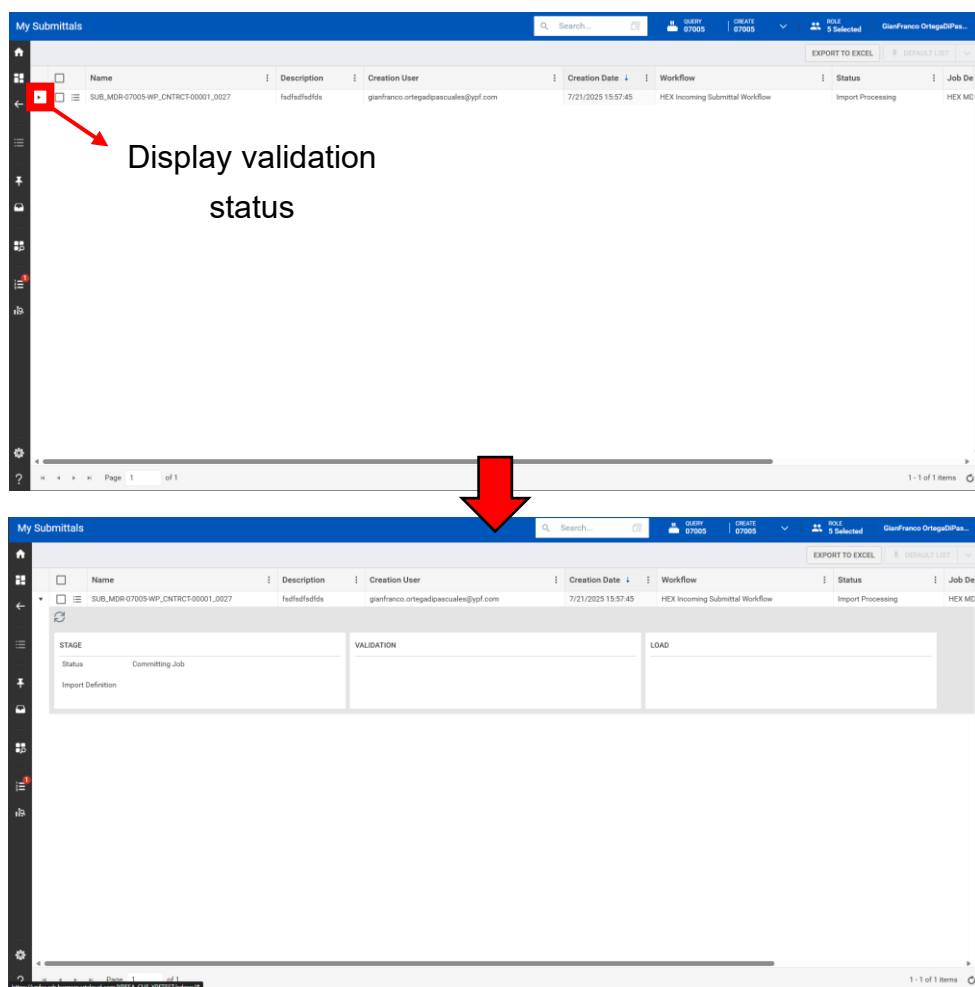 My Submittals
Search...
QUERY
07005
CREATE
07005
ROLE
5 Selected
GianFranco OrtegaDiPas...
EXPORT TO EXCEL
DEFAULT LIST
Name Description Creation User Creation Date Workflow Status Job De
SUB_MDR-07005-WP_CNTRCT-00001_0027 fsdfsdfsdfds gianfranco.ortegadipascuales@ypf.com 7/21/2025 15:57:45 HEX Incoming Submittal Workflow Import Processing HEX MD
Display validation
status
1
?
Page 1 of 1
1 - 1 of 1 items
My Submittals
Search...
QUERY
07005
CREATE
07005
ROLE
5 Selected
GianFranco OrtegaDiPas...
EXPORT TO EXCEL
DEFAULT LIST
Name Description Creation User Creation Date Workflow Status Job De
SUB_MDR-07005-WP_CNTRCT-00001_0027 fsdfsdfsdfds gianfranco.ortegadipascuales@ypf.com 7/21/2025 15:57:45 HEX Incoming Submittal Workflow Import Processing HEX MD
STAGE VALIDATION LOAD
Status Committing Job
Import Definition
1
Page 1 of 1
1 - 1 of 1 items